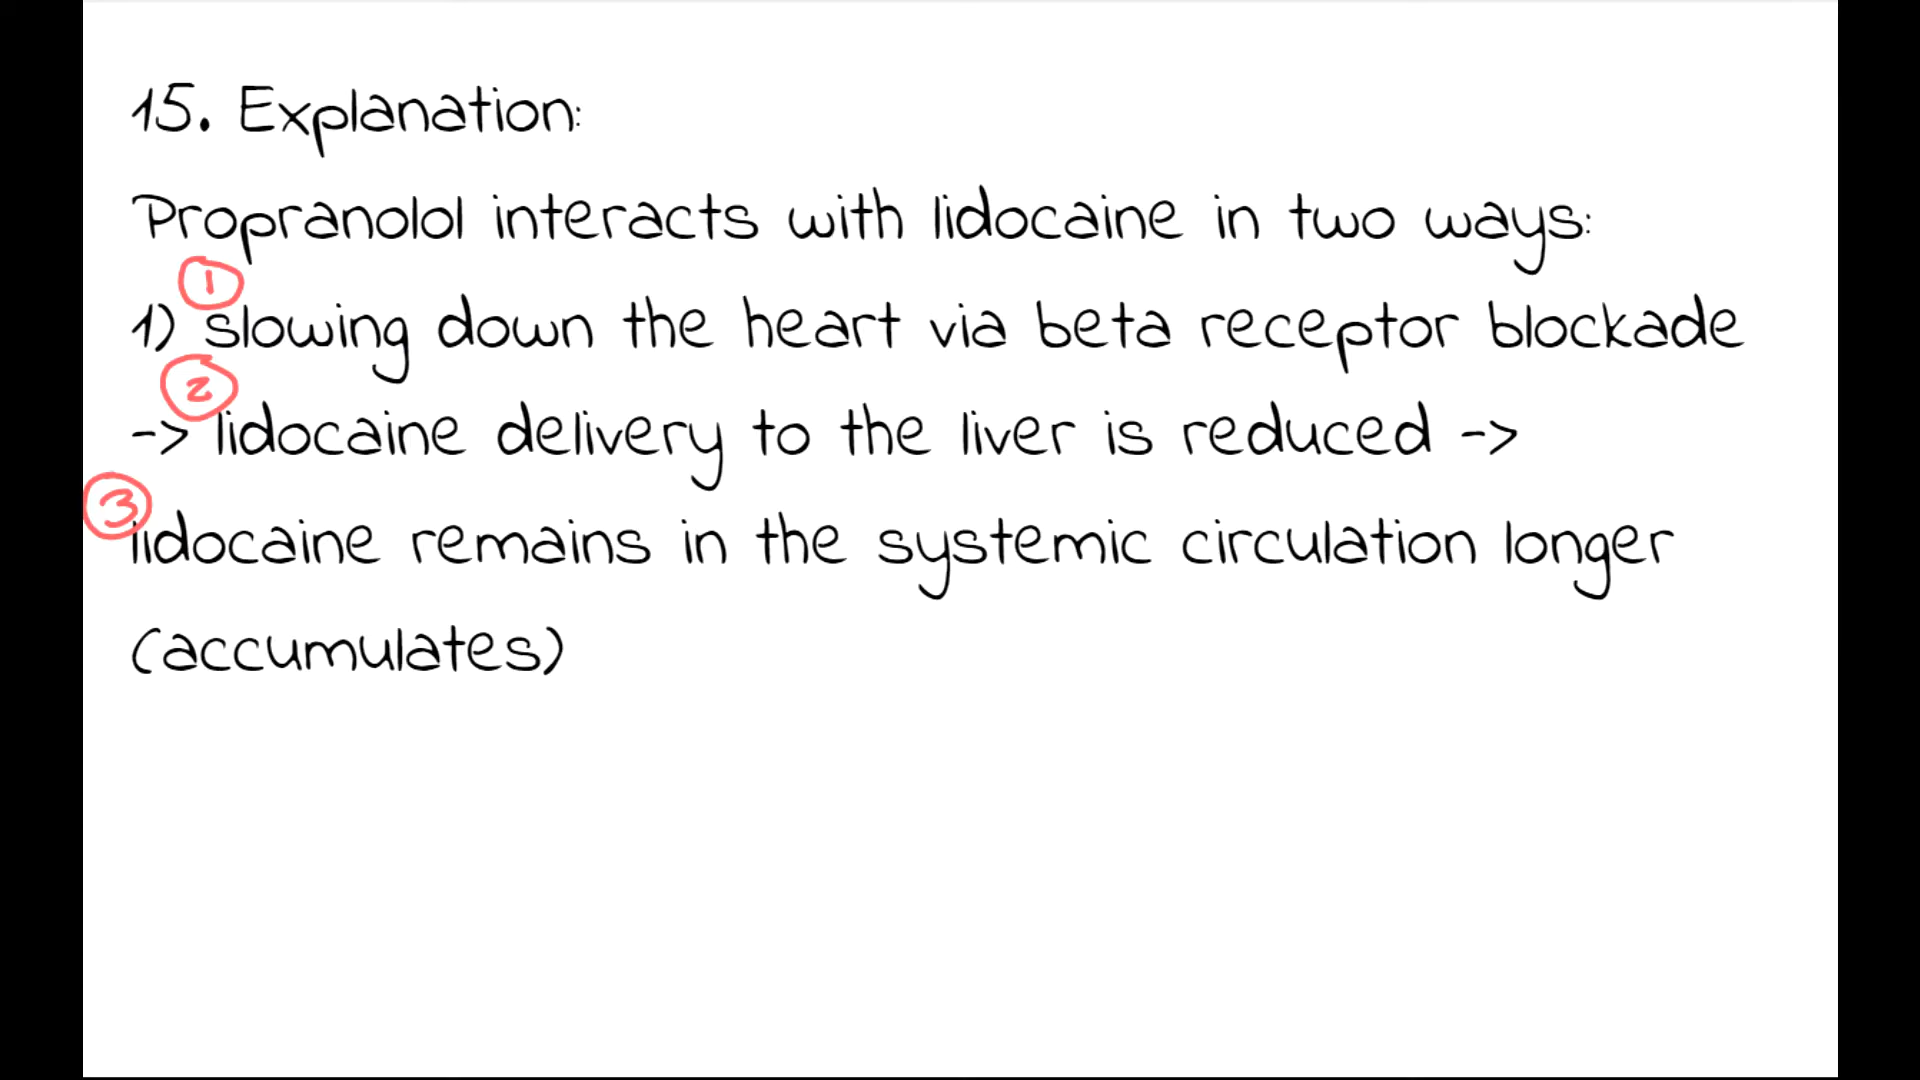 15. Explanation:
Propranolol interacts with lidocaine in two ways:
1
1) slowing down the heart via beta receptor blockade
2
-> lidocaine delivery to the liver is reduced ->
3
lidocaine remains in the systemic circulation longer
(accumulates)